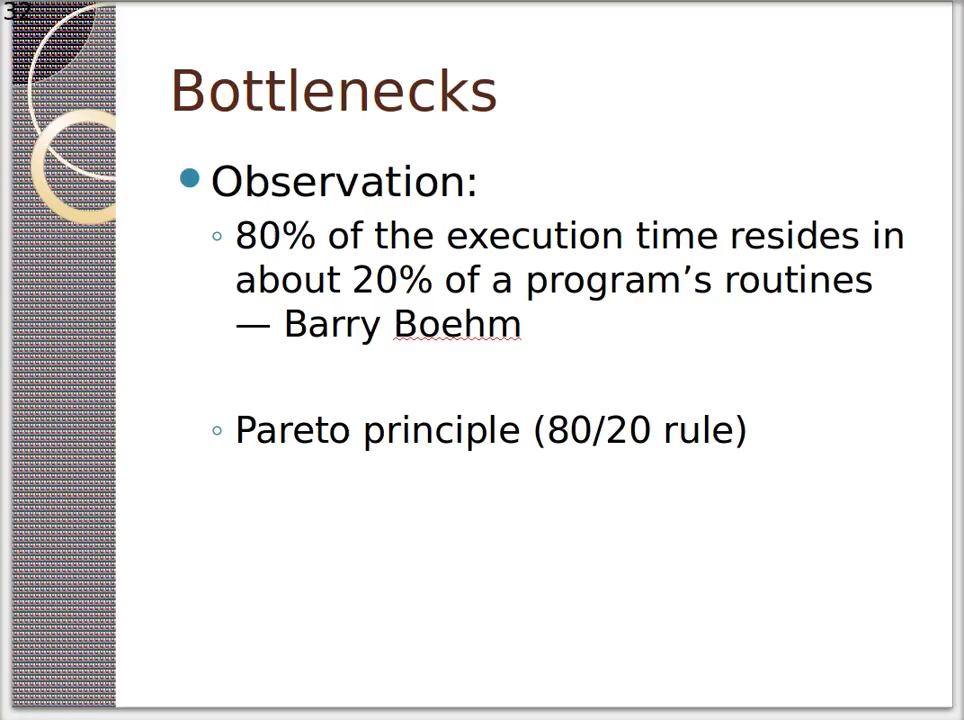 Bottlenecks
Observation:
80% of the execution time resides in
about 20% of a program’s routines
— Barry Boehm
Pareto principle (80/20 rule)